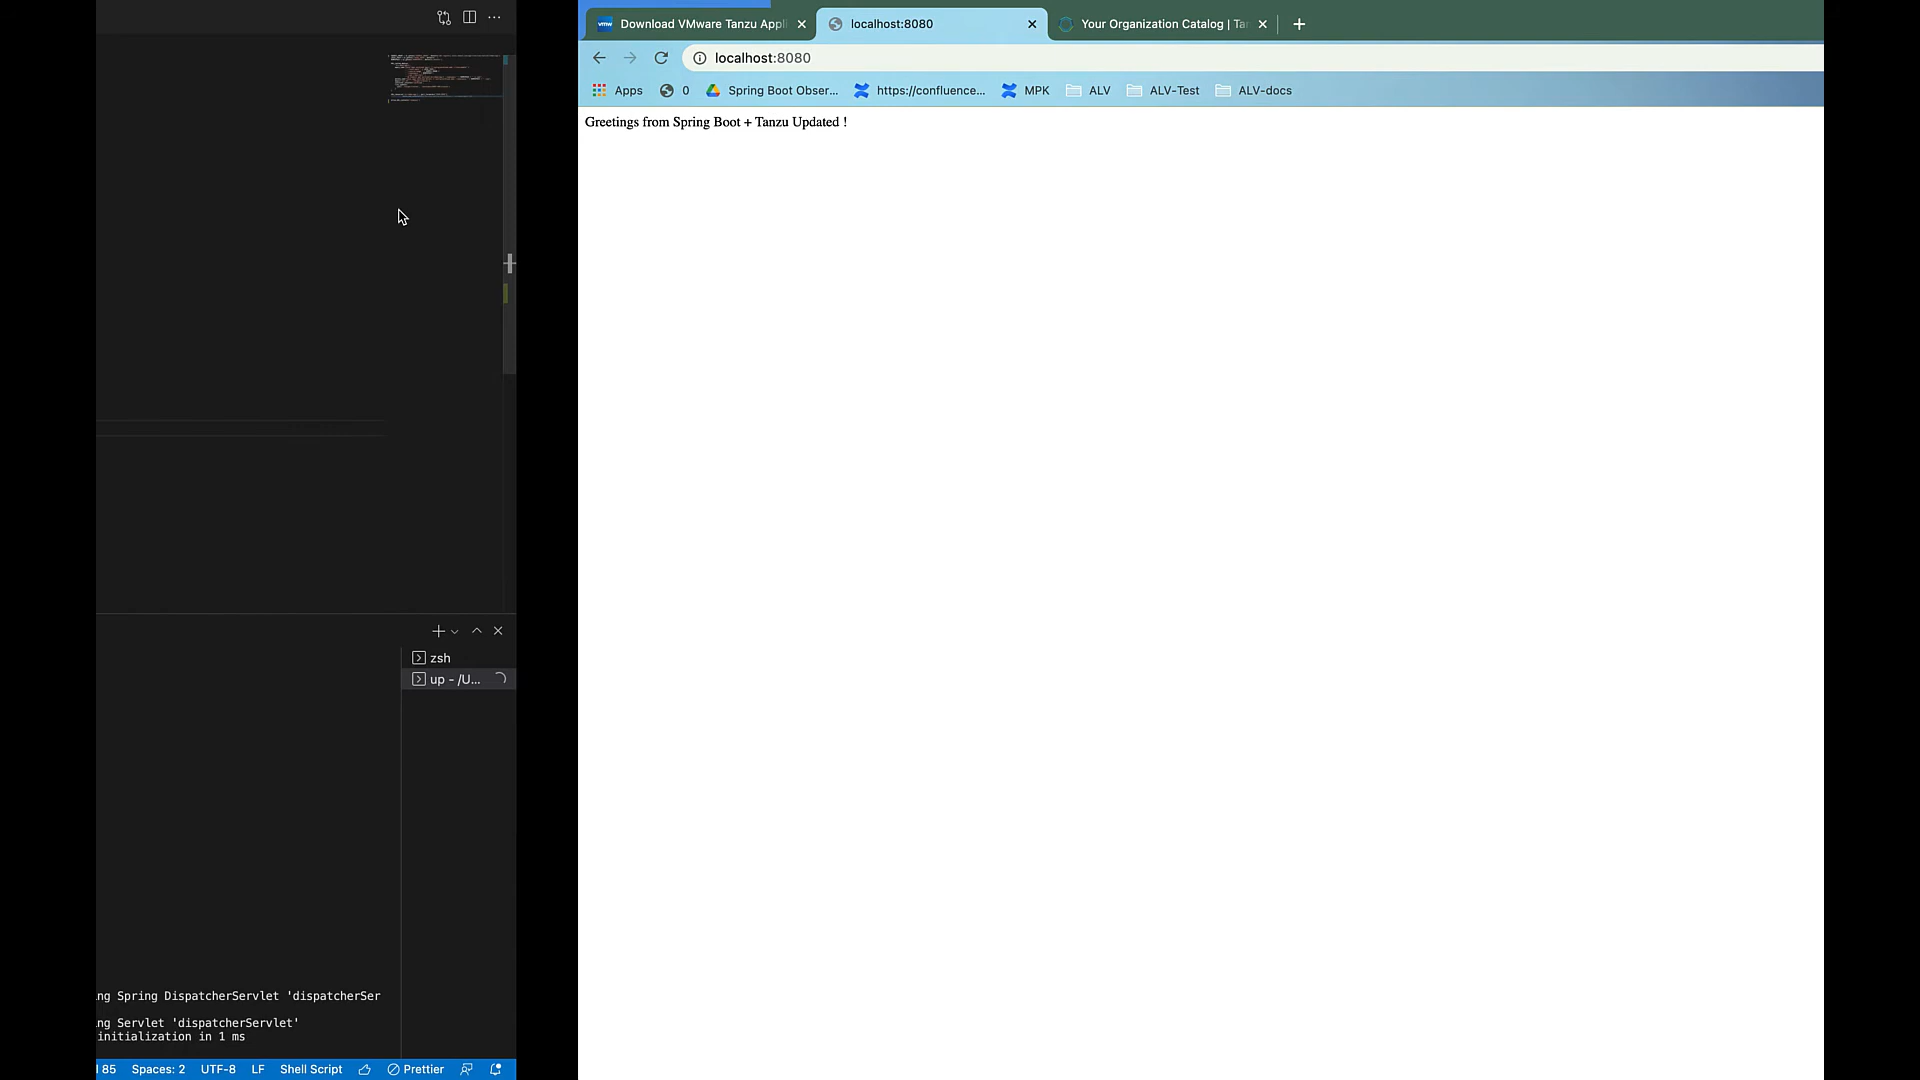 zsh
up - /U...
ng Spring DispatcherServlet 'dispatcherSer
ng Servlet 'dispatcherServlet'
initialization in 1 ms
85 Spaces: 2 UTF-8 LF Shell Script Prettier
vmw Download VMware Tanzu Appli
localhost:8080
Your Organization Catalog | Ta
localhost:8080
Apps 0 Spring Boot Obser... https://confluence... MPK ALV ALV-Test ALV-docs
Greetings from Spring Boot + Tanzu Updated !